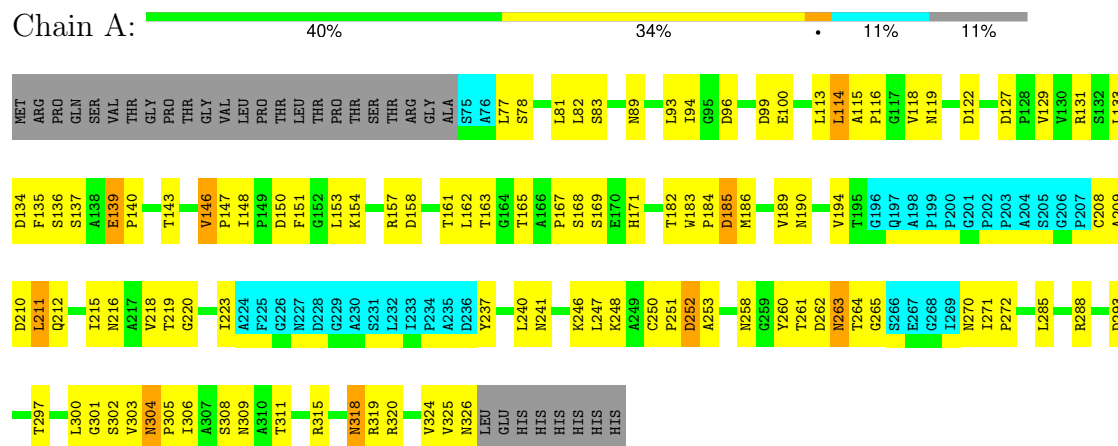 Chain A:
40% 34% • 11% 11%
MET ARG PRO GLN SER VAL THR GLY PRO THR THR GLY VAL LEU PRO THR LEU THR PRO THR SER THR THR ARG GLY ALA S75 A76 L77 S78 L81 L82 S83 N89 L93 I94 G95 D96 D99 E100 L113 L114 A115 P116 G117 V118 N119 D122 D127 P128 V129 V130 R131 S132 L133
D134 F135 S136 S137 A138 E139 P140 T143 V146 P147 I148 P149 D150 F151 G152 L153 K154 R157 D158 T161 L162 T163 G164 T165 A166 P167 S168 S169 E170 H171 T182 W183 P184 D185 M186 V189 N190 V194 T195 G196 Q197 A198 P199 P200 G201 P202 P203 A204 S205 G206 P207 C208 A209
D210 L211 Q212 I215 N216 A217 V218 T219 G220 I223 A224 F225 G226 N227 D228 G229 A230 S231 L232 I233 P234 A235 D236 Y237 L240 N241 K246 L247 K248 A249 C250 P251 D252 A253 N258 G259 Y260 T261 D262 N263 T264 G265 S266 E267 G268 I269 N270 I271 P272 L285 R288
T297 L300 G301 S302 V303 N304 P305 I306 A307 S308 N309 A310 T311 R315 N318 R319 R320 V324 V325 N326 LEU GLU HIS HIS HIS HIS HIS HIS